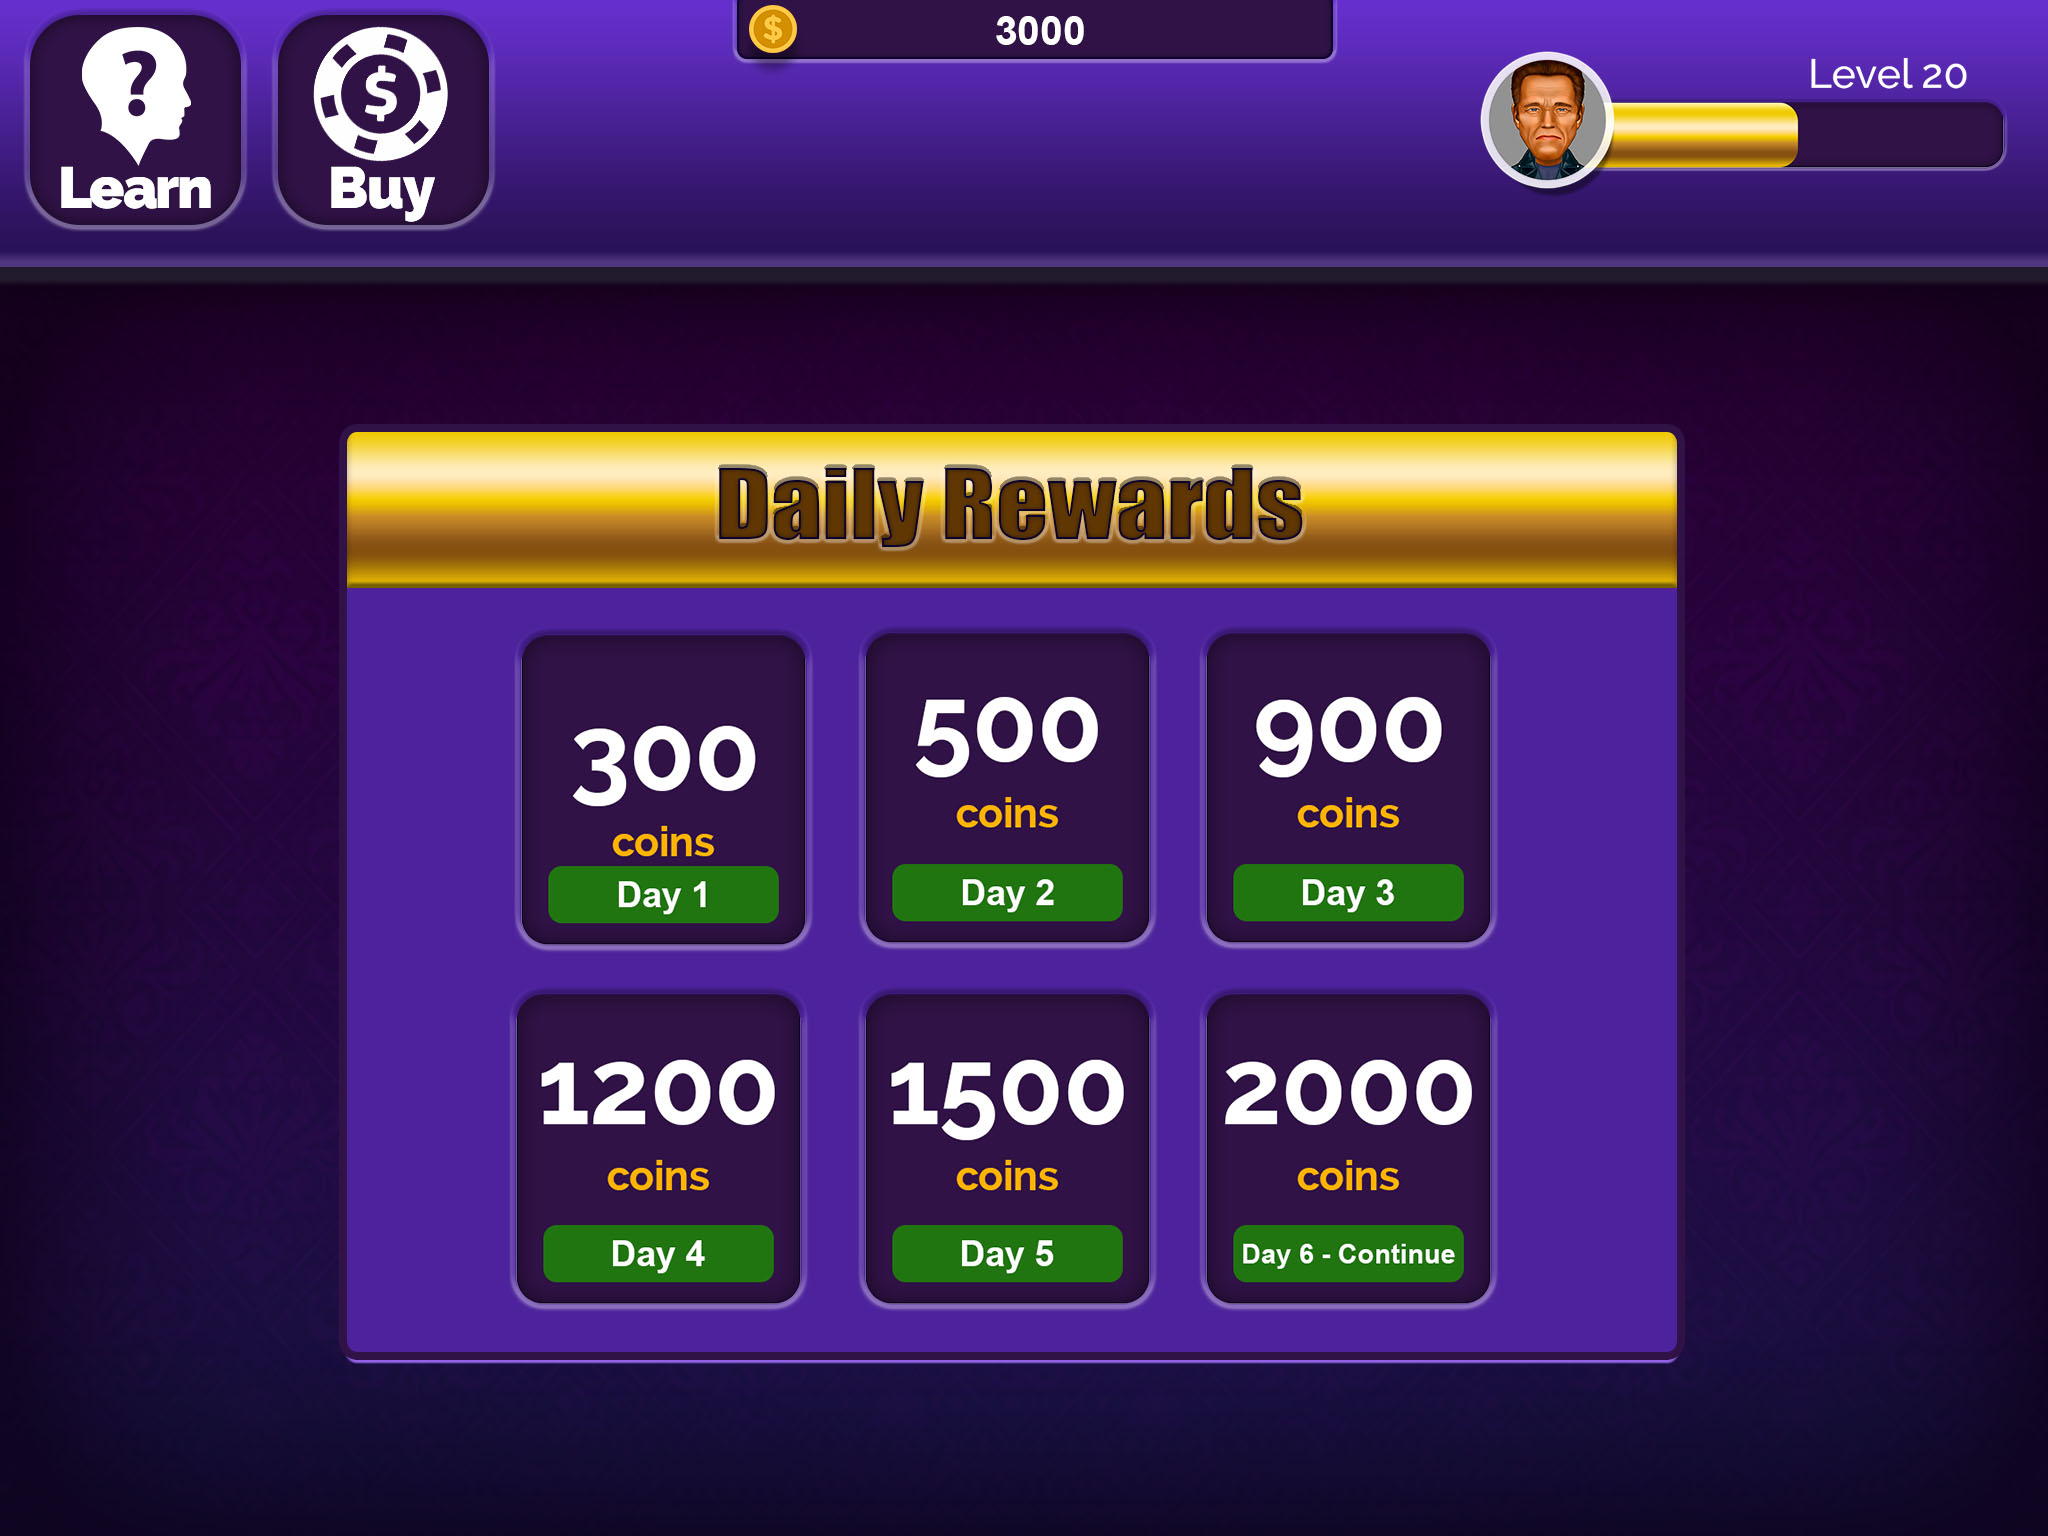 3000
Level 20
Learn
Buy
Daily Rewards
300
coins
Day 1
500
coins
Day 2
900
coins
Day 3
1200
coins
Day 4
1500
coins
Day 5
2000
coins
Day 6 - Continue